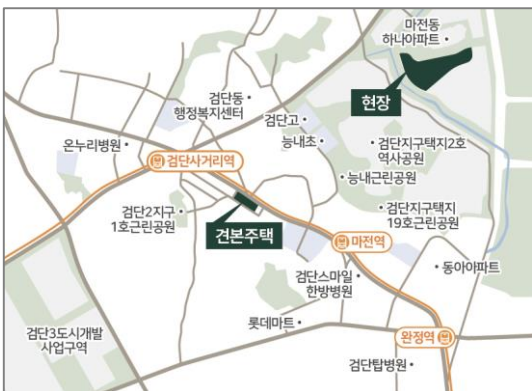 마전동
하나아파트
현장
검단동
행정복지센터
검단고
능내초
온누리병원
검단사거리역
검단지구택지2호
역사공원
능내근린공원
검단2지구
1호근린공원
견본주택
검단지구택지
19호근린공원
마전역
검단스마일
한방병원
동아아파트
롯데마트
완정역
검단3도시개발
사업구역
검단탑병원